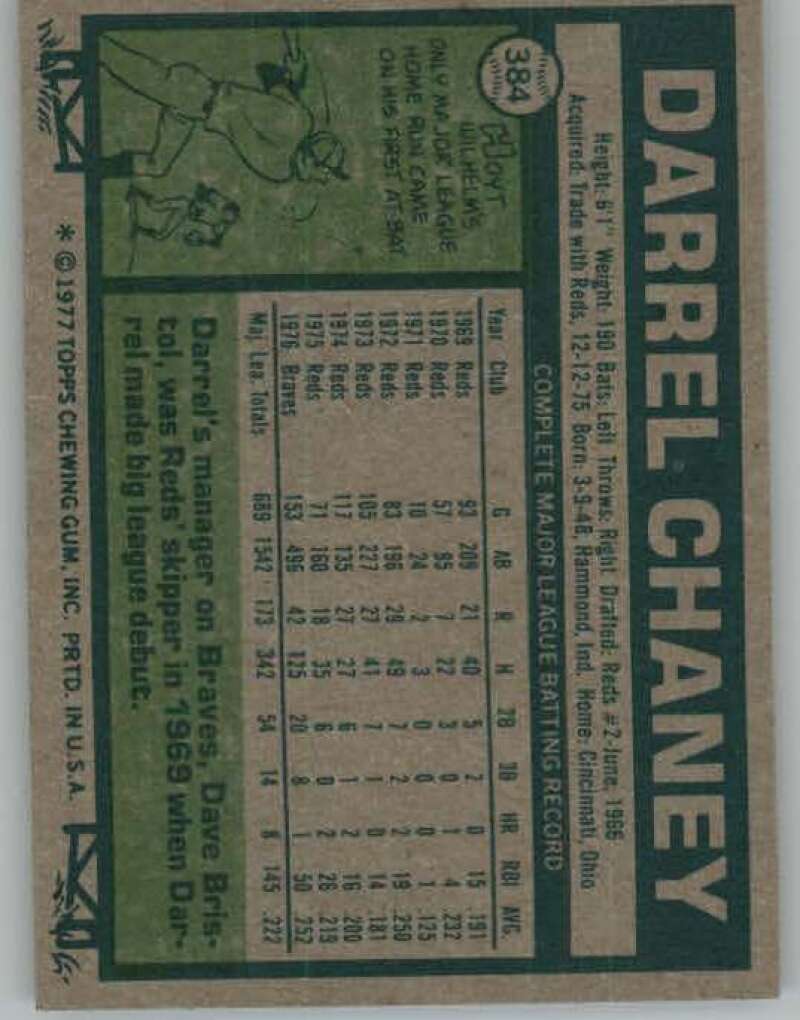 DARREL CHANEY
384
Height: 6'1" Weight: 190 Bats: Left Throws: Right Drafted: Reds #2-June, 1966
Acquired: Trade with Reds, 12-12-75 Born: 3-9-48, Hammond, Ind. Home: Cincinnati, Ohio
HOYT
WILHELM'S
ONLY MAJOR LEAGUE
HOME RUN CAME
ON HIS FIRST AT-BAT
COMPLETE MAJOR LEAGUE BATTING RECORD
Year Club G AB R H 2B 3B HR RBI AVG.
1969 Reds 93 209 21 40 5 2 0 15 .191
1970 Reds 57 95 7 22 3 0 1 4 .232
1971 Reds 10 24 2 3 0 0 0 1 .125
1972 Reds 83 196 29 49 7 2 2 19 .250
1973 Reds 105 227 27 41 7 1 0 14 .181
1974 Reds 117 135 27 27 6 1 2 16 .200
1975 Reds 71 160 18 35 6 0 2 26 .219
1976 Braves 153 496 42 125 20 8 1 50 .252
Maj. Lea. Totals 689 1542 173 342 54 14 8 145 .222
Darrel's manager on Braves, Dave Bris-
tol, was Reds' skipper in 1969 when Dar-
rel made big league debut.
* © 1977 TOPPS CHEWING GUM, INC. PRTD. IN U.S.A.